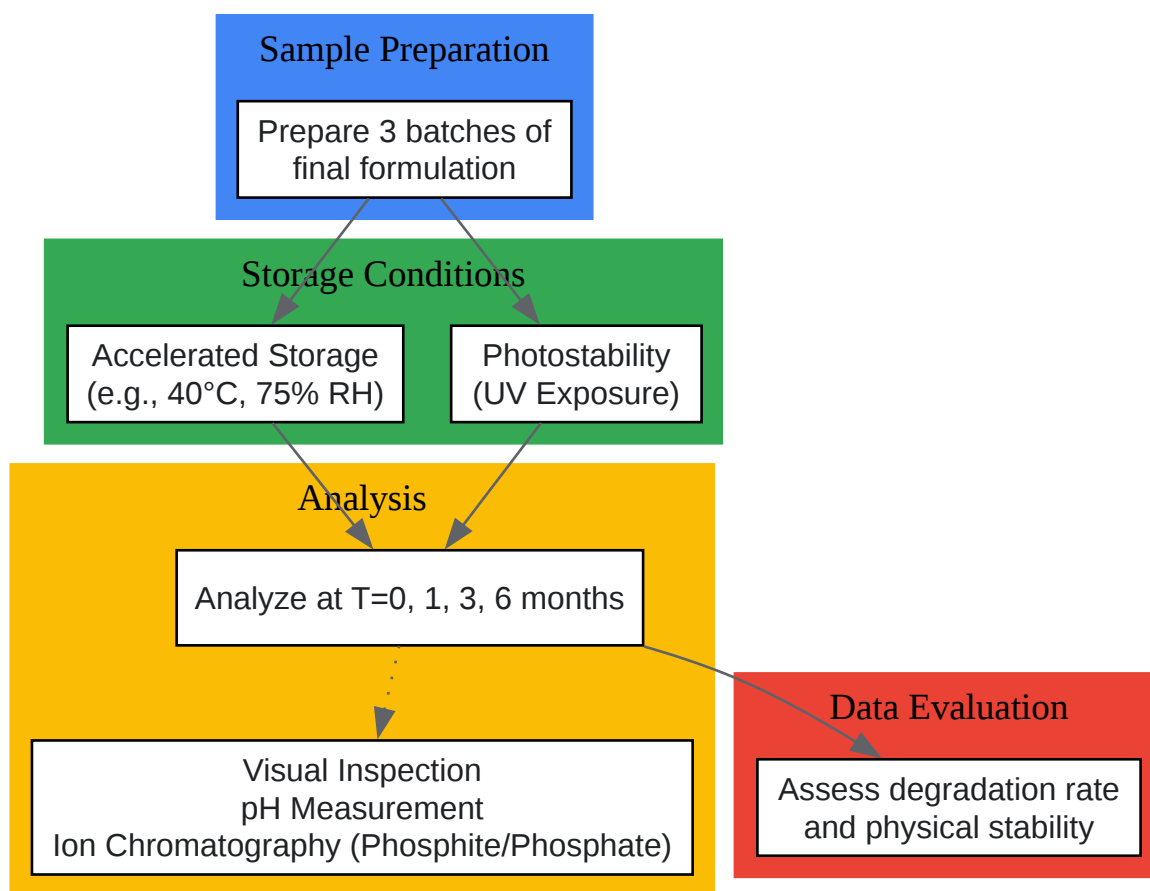 Sample Preparation
Prepare 3 batches of
final formulation
Storage Conditions
Accelerated Storage
(e.g., 40°C, 75% RH)
Photostability
(UV Exposure)
Analysis
Analyze at T=0, 1, 3, 6 months
Visual Inspection
pH Measurement
Ion Chromatography (Phosphite/Phosphate)
Data Evaluation
Assess degradation rate
and physical stability